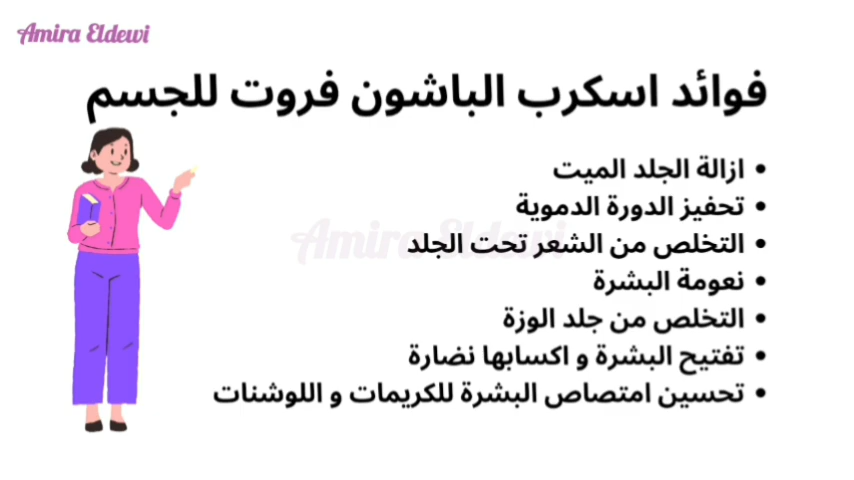 Amira Eldewi
فوائد اسكرب الباشون فروت للجسم
• ازالة الجلد الميت
• تحفيز الدورة الدموية
• التخلص من الشعر تحت الجلد
• نعومة البشرة
• التخلص من جلد الوزة
• تفتيح البشرة و اكسابها نضارة
• تحسين امتصاص البشرة للكريمات و اللوشنات
Amira Eldewi